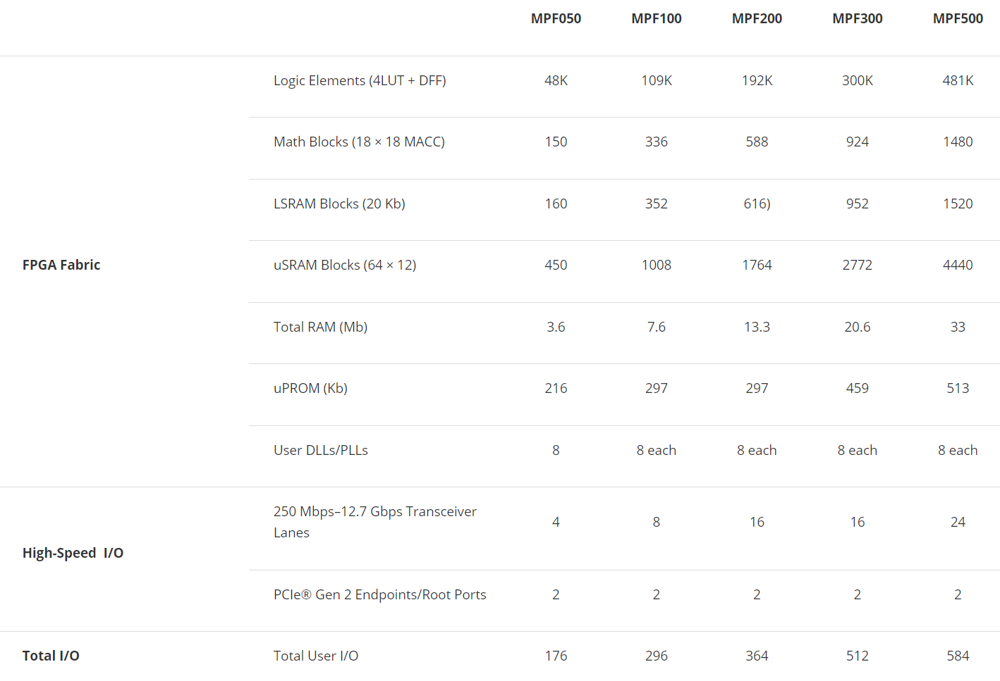 MPF050 MPF100 MPF200 MPF300 MPF500
Logic Elements (4LUT + DFF) 48K 109K 192K 300K 481K
Math Blocks (18 × 18 MACC) 150 336 588 924 1480
LSRAM Blocks (20 Kb) 160 352 616) 952 1520
FPGA Fabric uSRAM Blocks (64 × 12) 450 1008 1764 2772 4440
Total RAM (Mb) 3.6 7.6 13.3 20.6 33
uPROM (Kb) 216 297 297 459 513
User DLLs/PLLs 8 8 each 8 each 8 each 8 each
250 Mbps–12.7 Gbps Transceiver
Lanes 4 8 16 16 24
High-Speed I/O
PCIe® Gen 2 Endpoints/Root Ports 2 2 2 2 2
Total I/O Total User I/O 176 296 364 512 584